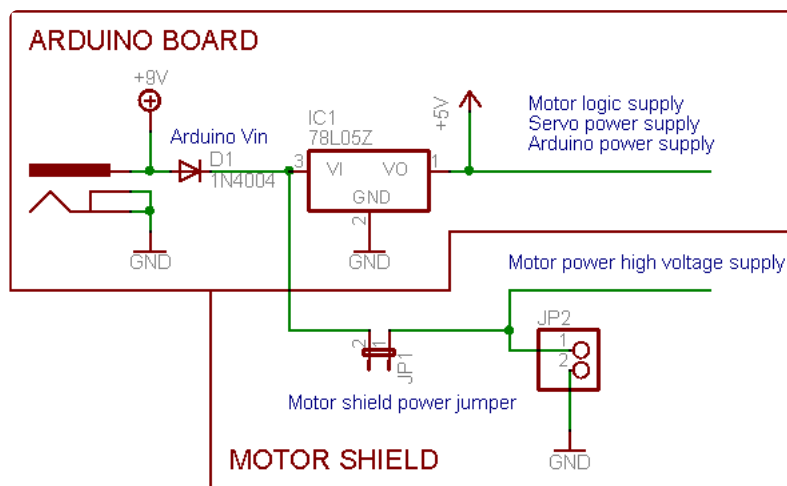 ARDUINO BOARD
+9V
Arduino Vin
D1
1N4004
IC1
78L05Z
3
VI
VO
1
GND
2
GND
GND
+5V
Motor logic supply
Servo power supply
Arduino power supply
Motor power high voltage supply
JP2
1
2
2
1
JP1
Motor shield power jumper
GND
MOTOR SHIELD